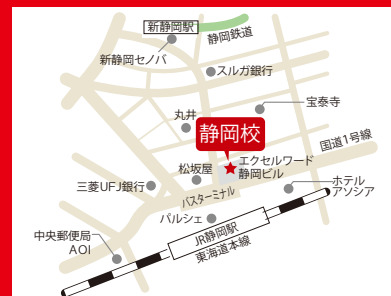 新静岡駅
静岡鉄道
新静岡セノバ
スルガ銀行
宝泰寺
丸井
静岡校
国道1号線
エクセルワード
静岡ビル
松坂屋
三菱UFJ銀行
バスターミナル
ホテル
アソシア
パルシェ
JR静岡駅
東海道本線
中央郵便局
AOI